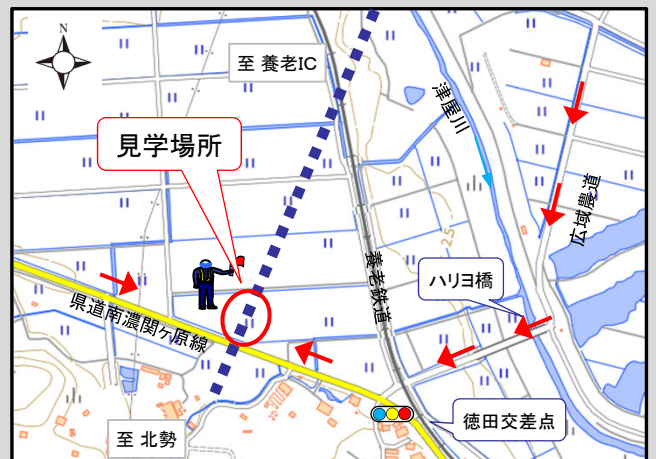 N
至 養老IC
津屋川
見学場所
広域農道
2.5
養老鉄道
ハリヨ橋
県道南濃関ヶ原線
徳田交差点
至 北勢